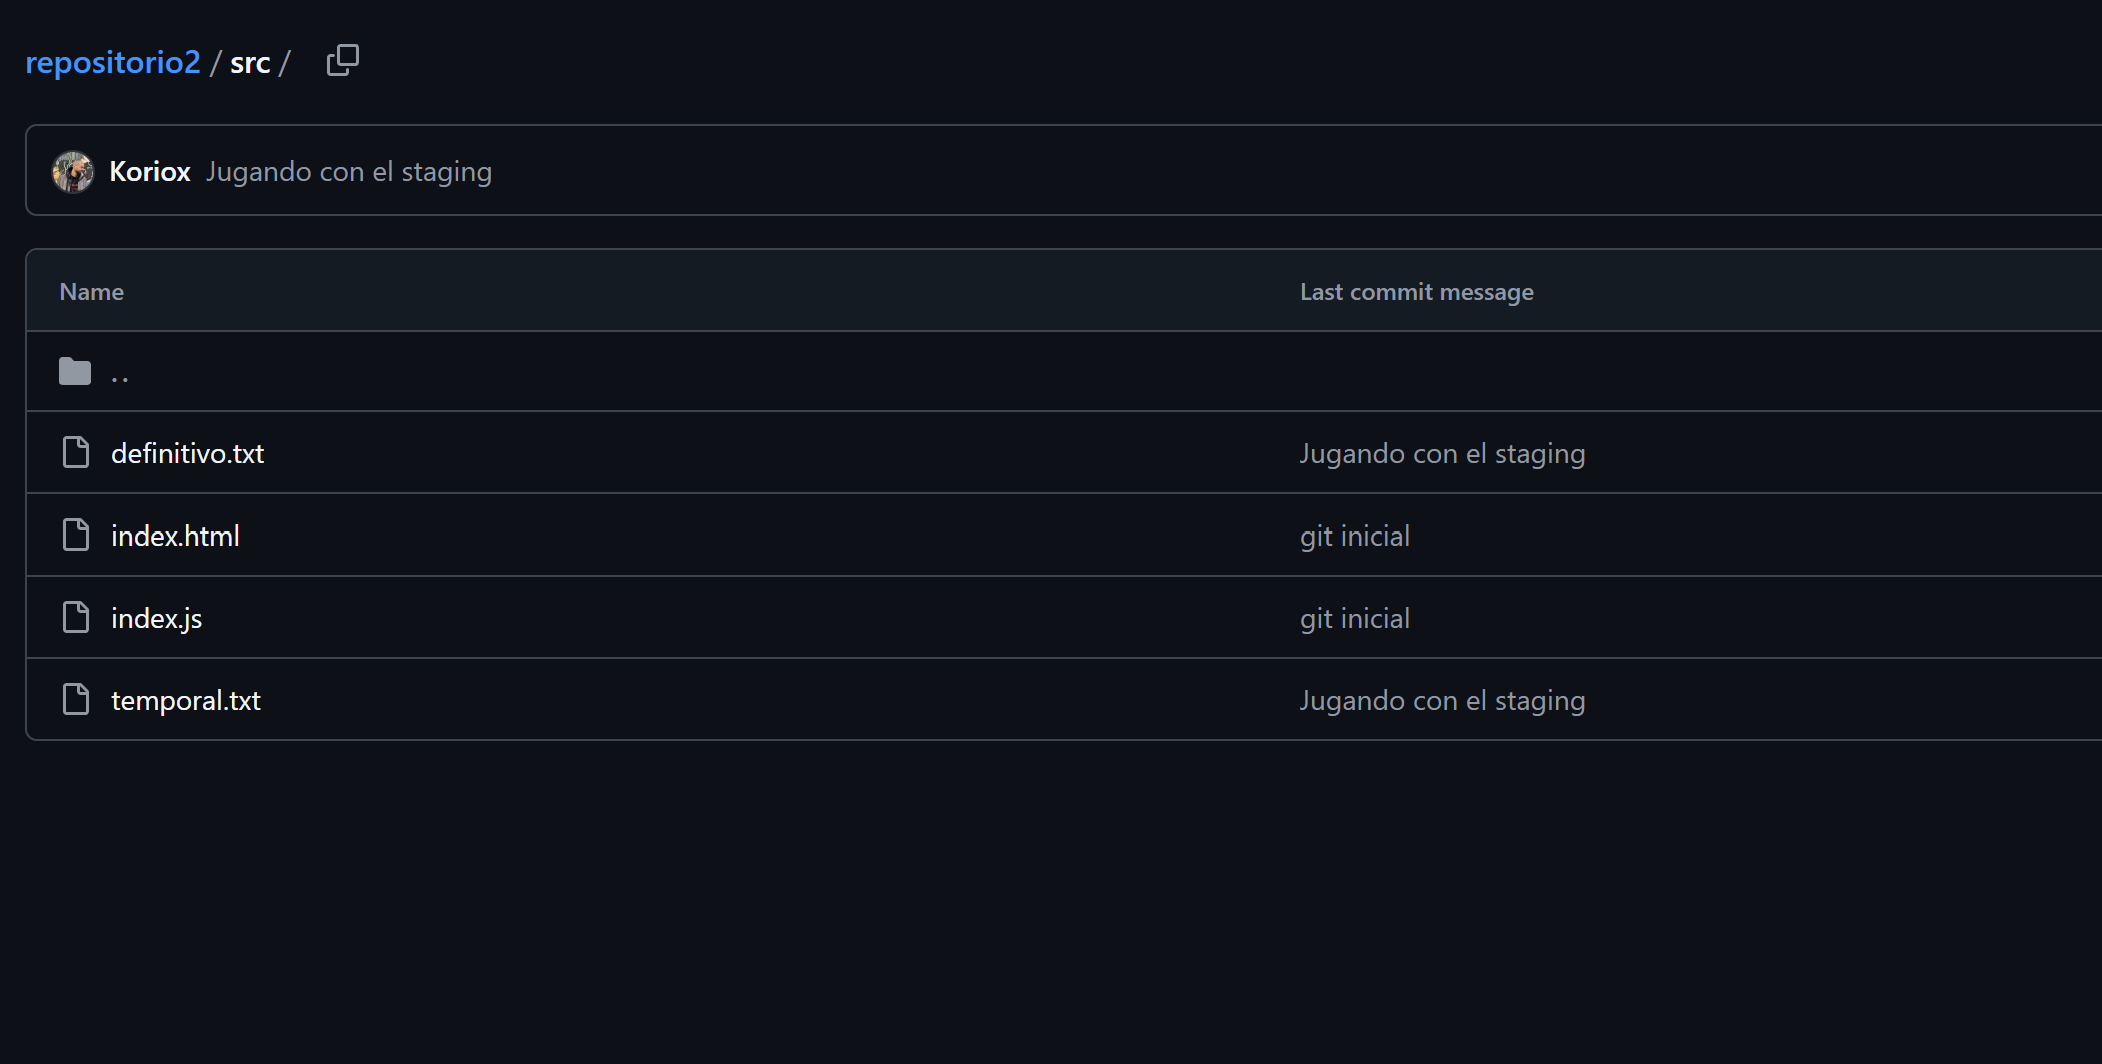 repositorio2 / src /
Koriox Jugando con el staging
Name Last commit message
..
definitivo.txt Jugando con el staging
index.html git inicial
index.js git inicial
temporal.txt Jugando con el staging